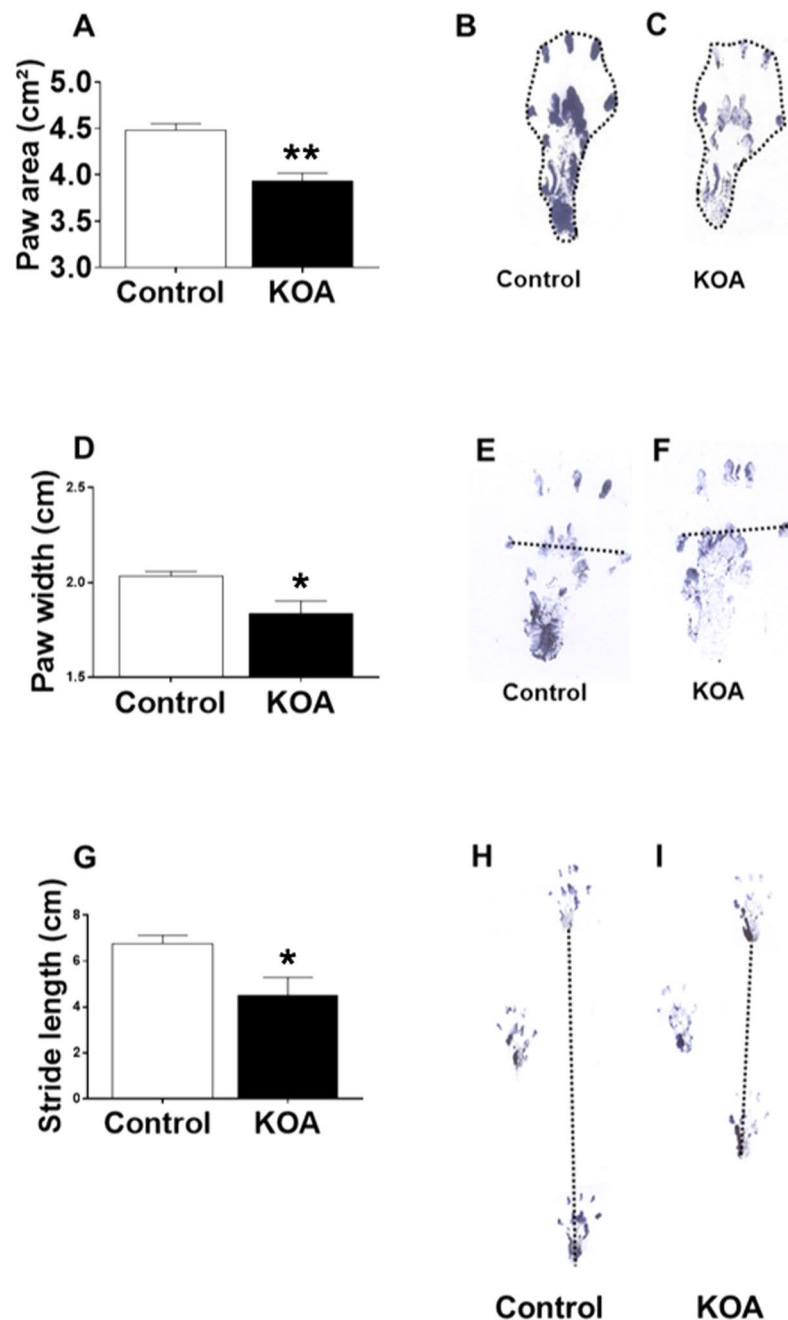 A
B
C
Paw area (cm²)
5.0
4.5
4.0
3.5
3.0
**
Control
KOA
Control
KOA
D
E
F
Paw width (cm)
2.5
2.0
1.5
*
Control
KOA
Control
KOA
G
H
I
Stride length (cm)
8
6
4
2
0
*
Control
KOA
Control
KOA